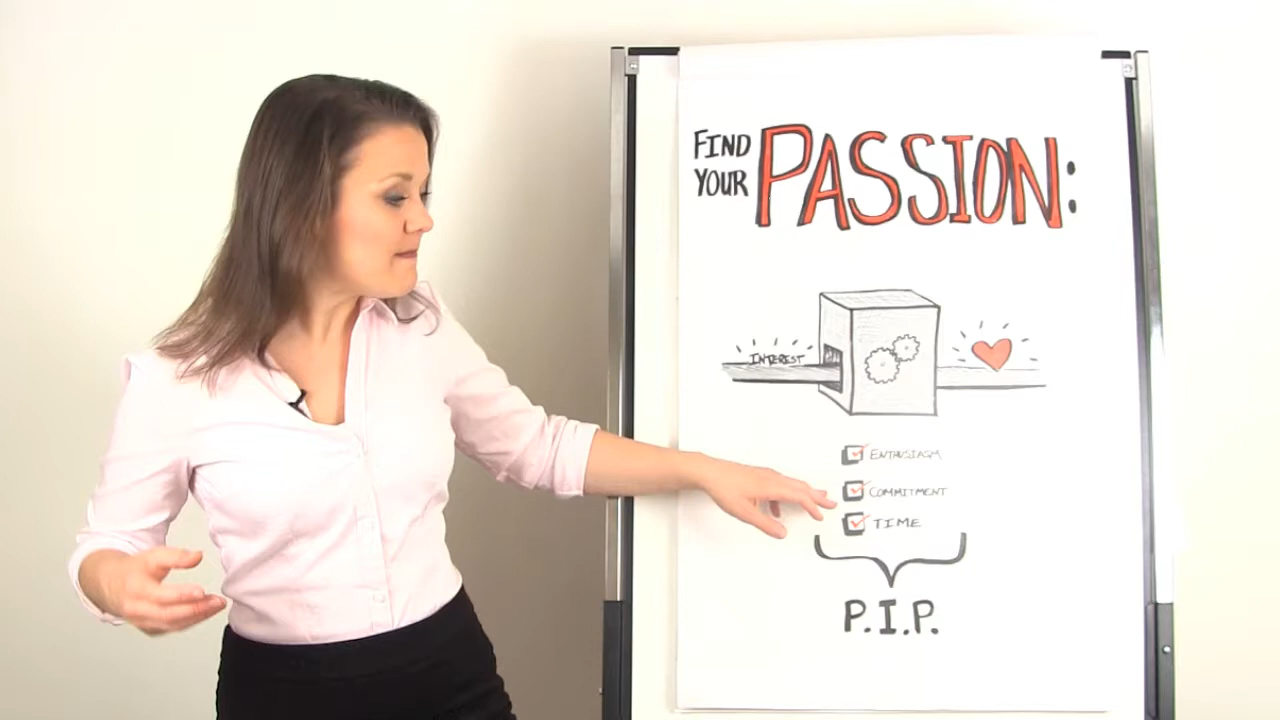 FIND
YOUR
PASSION:
INTEREST
ENTHUSIASM
COMMITMENT
TIME
P.I.P.